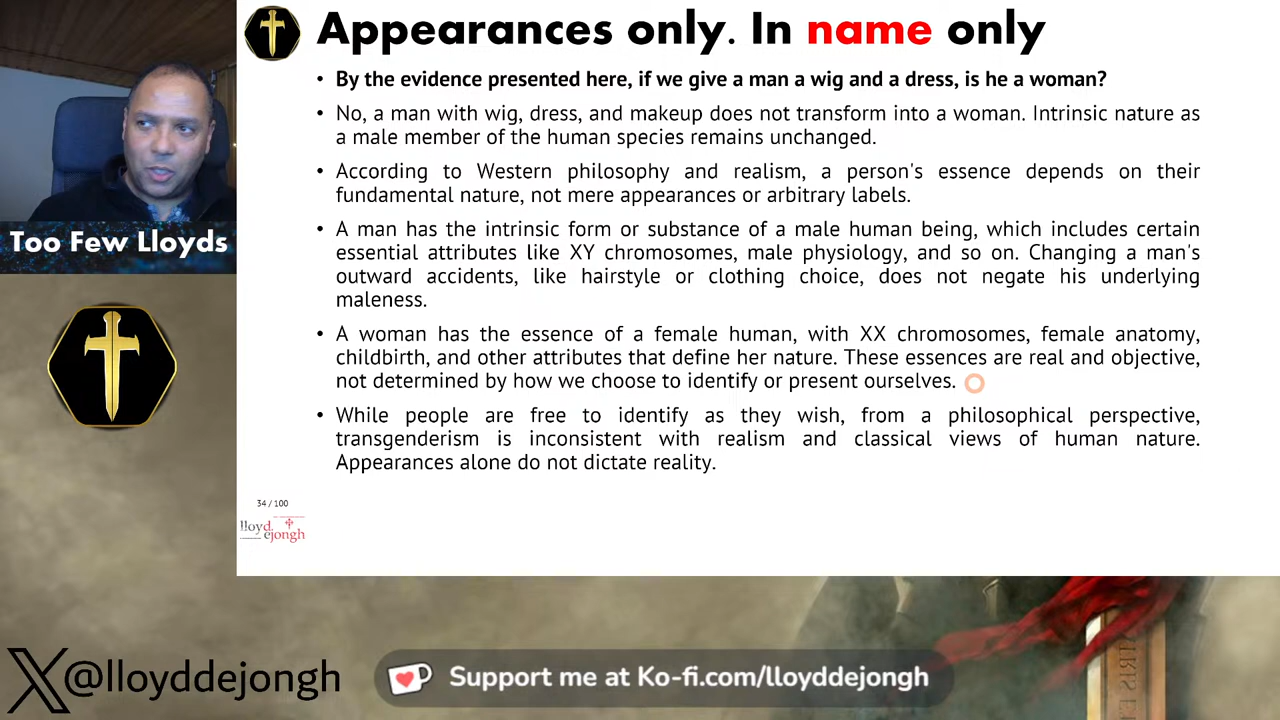 Appearances only. In name only
• By the evidence presented here, if we give a man a wig and a dress, is he a woman?
• No, a man with wig, dress, and makeup does not transform into a woman. Intrinsic nature as
a male member of the human species remains unchanged.
• According to Western philosophy and realism, a person's essence depends on their
fundamental nature, not mere appearances or arbitrary labels.
• A man has the intrinsic form or substance of a male human being, which includes certain
essential attributes like XY chromosomes, male physiology, and so on. Changing a man's
outward accidents, like hairstyle or clothing choice, does not negate his underlying
maleness.
• A woman has the essence of a female human, with XX chromosomes, female anatomy,
childbirth, and other attributes that define her nature. These essences are real and objective,
not determined by how we choose to identify or present ourselves.
• While people are free to identify as they wish, from a philosophical perspective,
transgenderism is inconsistent with realism and classical views of human nature.
Appearances alone do not dictate reality.
Too Few Lloyds
34 / 100
lloyd
ejongh
X@lloyddejongh
Support me at Ko-fi.com/lloyddejongh